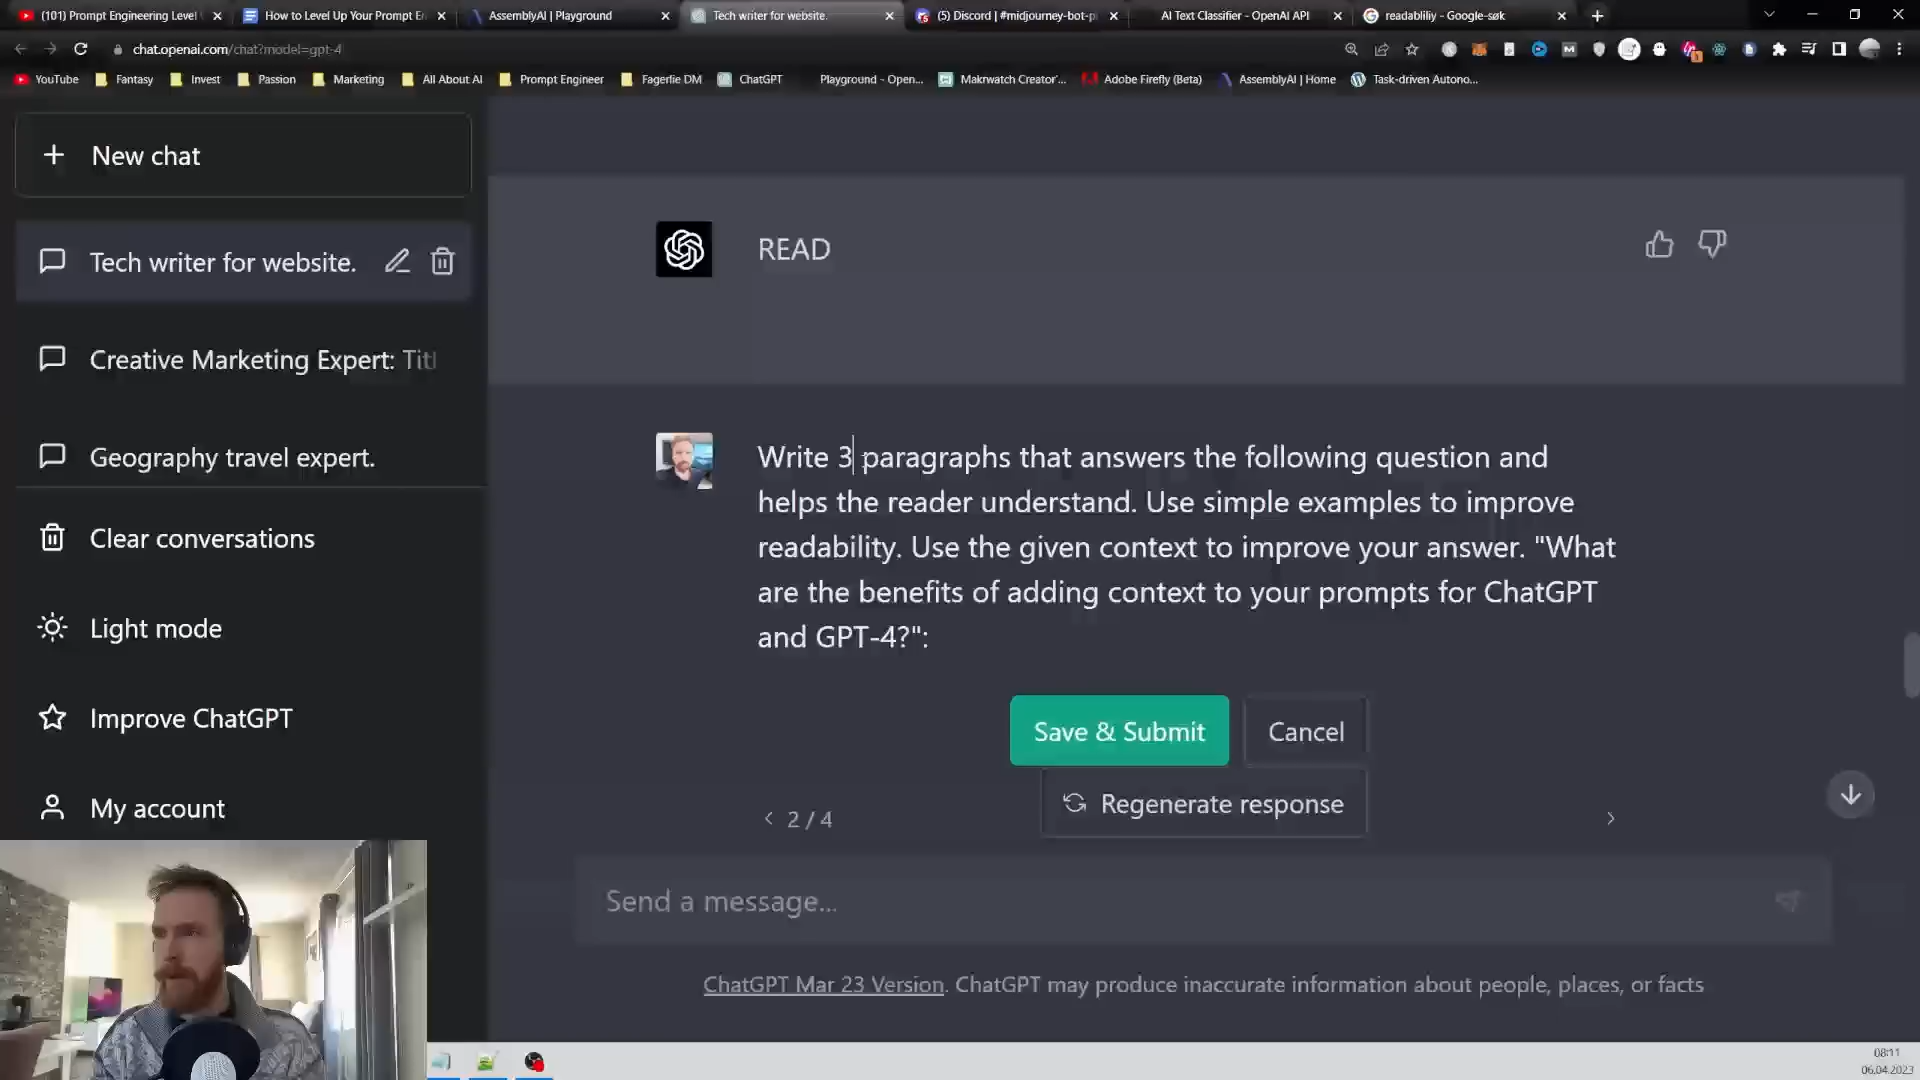 (101) Prompt Engineering Level
How to Level Up Your Prompt E
AssemblyAI | Playground
Tech writer for website.
(5) Discord | #midjourney-bot-p
AI Text Classifier - OpenAI API
readabliliy - Google-søk
chat.openai.com/chat?model=gpt-4
YouTube
Fantasy
Invest
Passion
Marketing
All About AI
Prompt Engineer
Fagerlie DM
ChatGPT
Playground - Open...
Makrwatch Creator'...
Adobe Firefly (Beta)
AssemblyAI | Home
Task-driven Autono...
New chat
Tech writer for website.
Creative Marketing Expert: Titl
Geography travel expert.
Clear conversations
Light mode
Improve ChatGPT
My account
READ
Write 3 paragraphs that answers the following question and
helps the reader understand. Use simple examples to improve
readability. Use the given context to improve your answer. "What
are the benefits of adding context to your prompts for ChatGPT
and GPT-4?":
Save & Submit
Cancel
2 / 4
Regenerate response
Send a message...
ChatGPT Mar 23 Version. ChatGPT may produce inaccurate information about people, places, or facts
08:11
06.04.2023